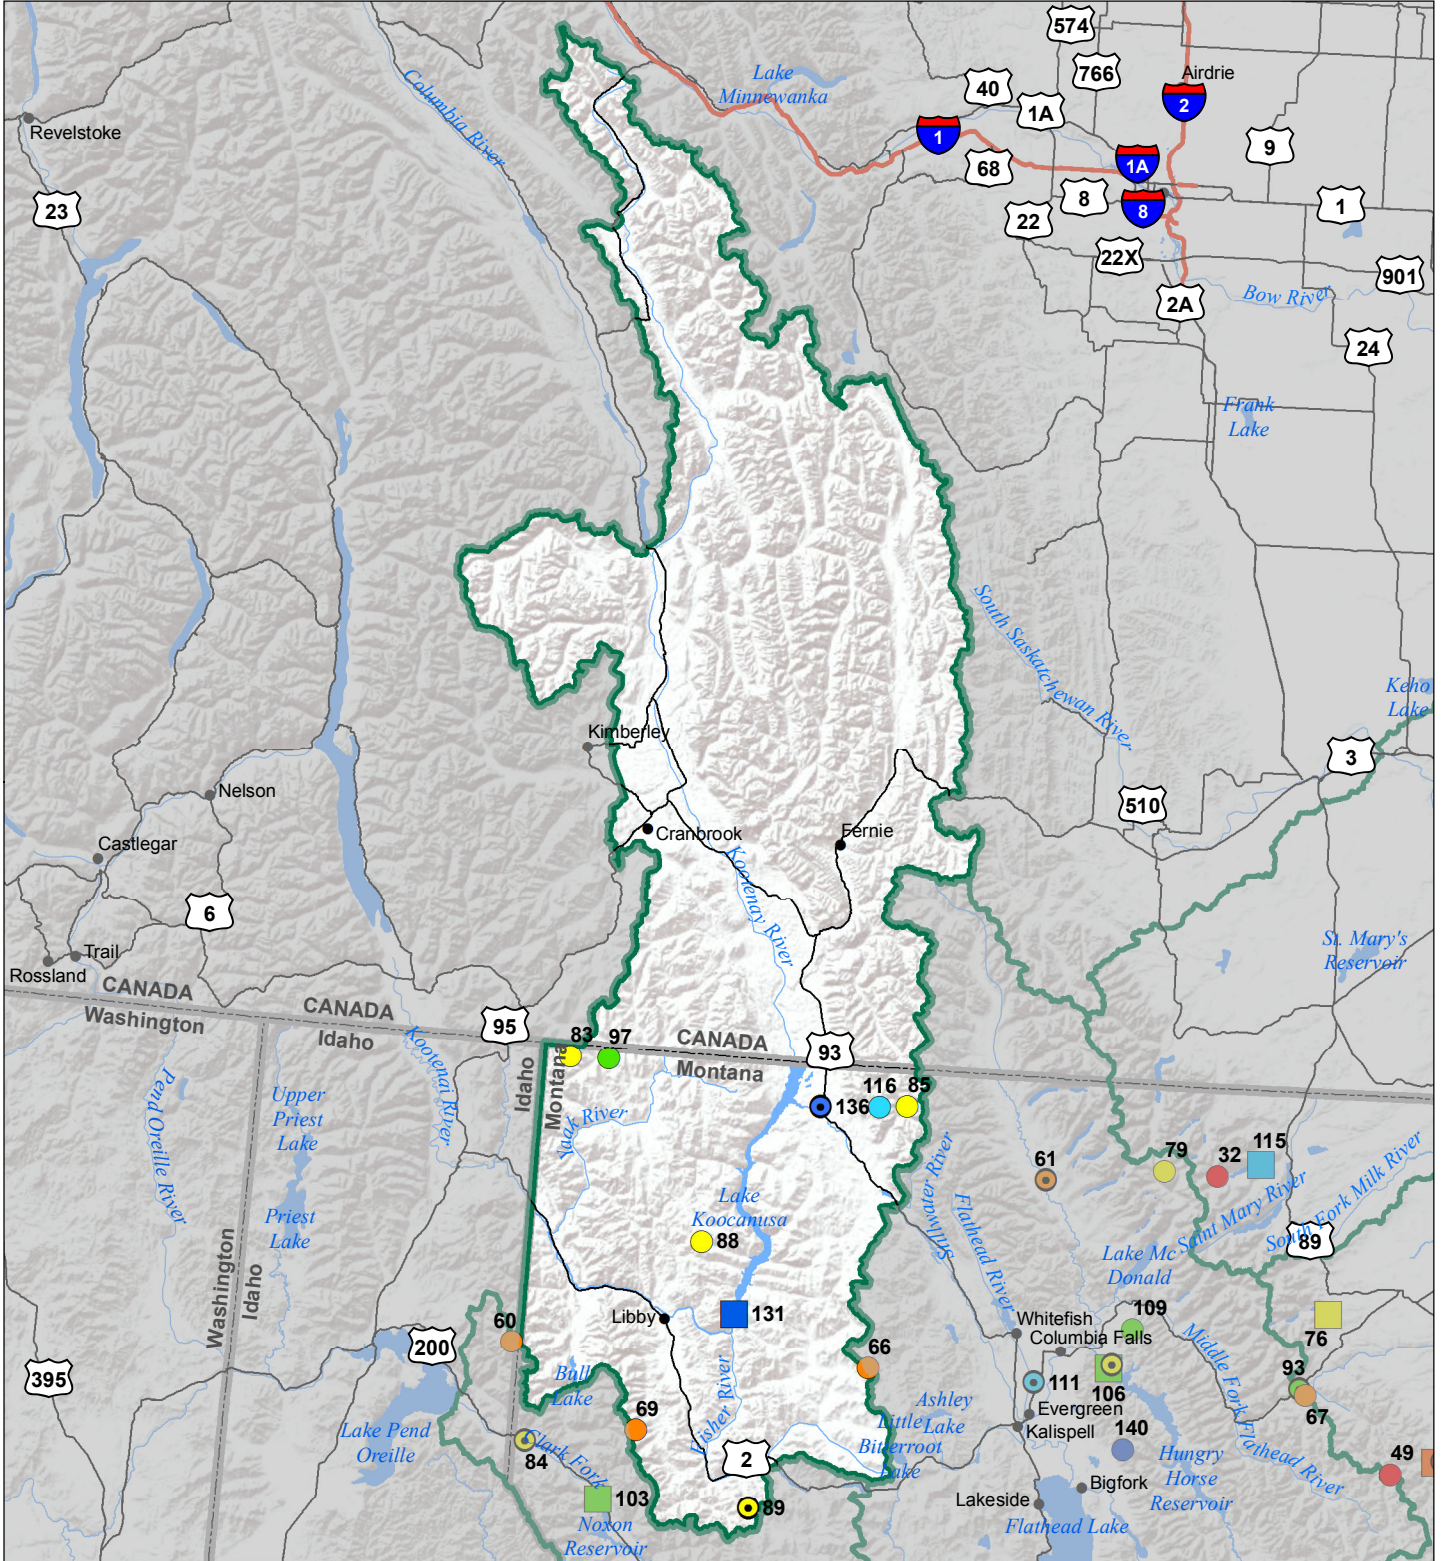 574
766
Airdrie
Lake
Minnewanka
40
1A
2
Columbia River
Revelstoke
1
9
1A
68
23
8
8
22
1
22X
901
Bow River
2A
24
Frank
Lake
South Saskatchewan River
Keho
Lake
Kimberley
3
Nelson
510
Cranbrook
Fernie
Castlegar
Kootenay River
6
St. Mary's
Reservoir
Trail
Rossland
CANADA
Washington
CANADA
Idaho
95
83
97
CANADA
Montana
93
Idaho
Montana
Kootenai River
Pend Oreille River
Upper
Priest
Lake
Yaak River
136
116
85
Stillwater River
Flathead River
61
79
32
115
Saint Mary River
South Fork Milk River
89
Lake
Koocanusa
88
Priest
Lake
Washington
Idaho
Lake Mc
Donald
Libby
131
60
200
109
Whitefish
Columbia Falls
76
Middle Fork Flathead River
66
395
Bull
Lake
106
93
111
67
Fisher River
Ashley
Lake
Little
Bitterroot
Lake
Evergreen
Kalispell
69
Lake Pend
Oreille
Clark Fork
84
140
Hungry
Horse
Reservoir
49
2
103
89
Bigfork
Lakeside
Noxon
Reservoir
Flathead Lake